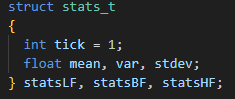 struct stats_t
{
  int tick = 1;
  float mean, var, stdev;
} statsLF, statsBF, statsHF;